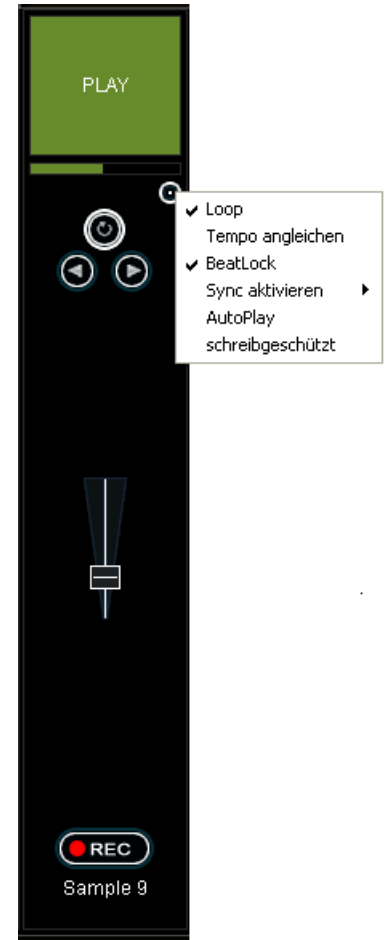 PLAY
Loop
Tempo angleichen
BeatLock
Sync aktivieren
AutoPlay
schreibgeschützt
REC
Sample 9